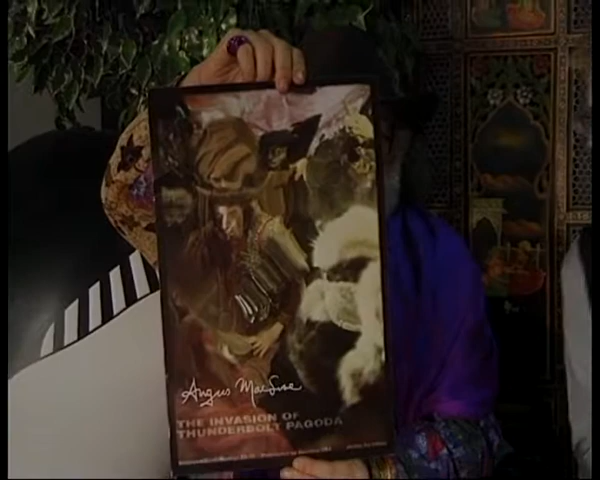 Angus MacLise
THE INVASION OF
THUNDERBOLT PAGODA